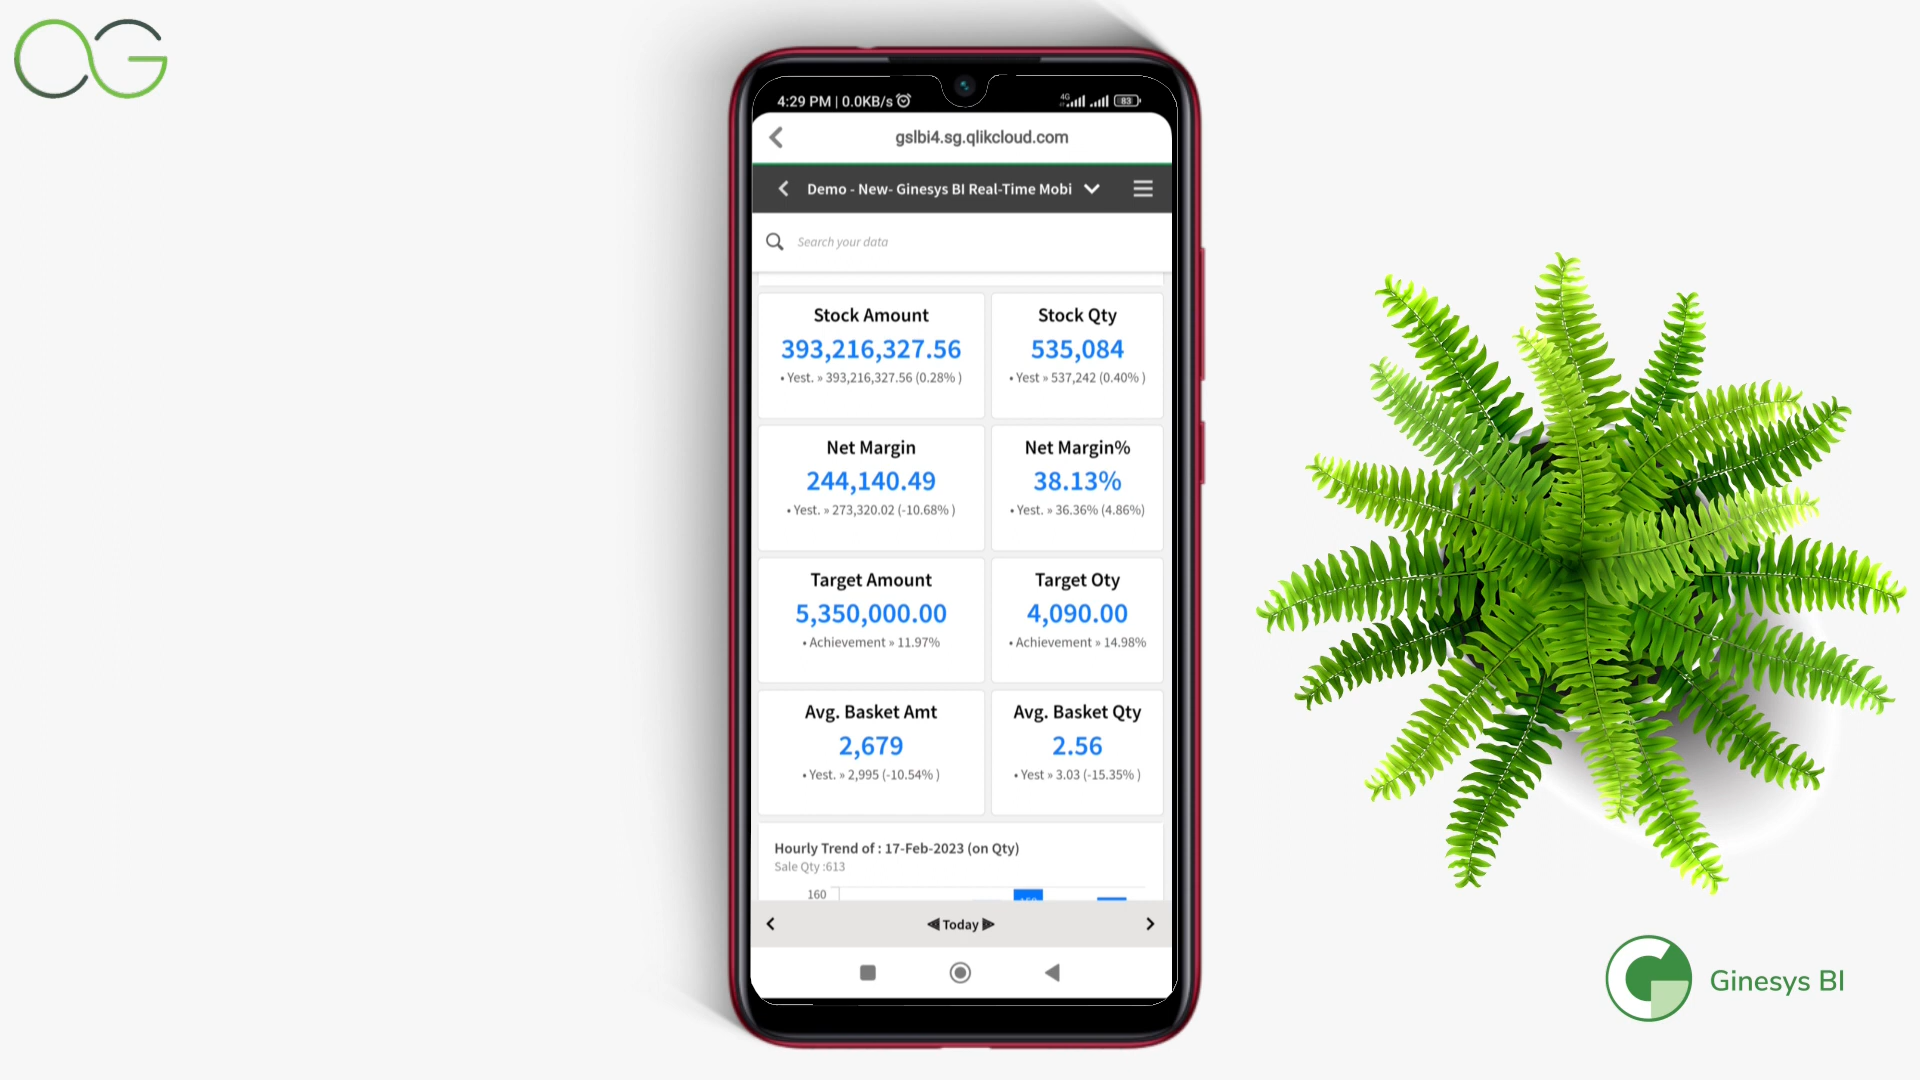 4:29 PM | 0.0KB/s
4G
83
gslbi4.sg.qlikcloud.com
Demo - New- Ginesys BI Real-Time Mobi
Search your data
Stock Amount
393,216,327.56
• Yest. » 393,216,327.56 (0.28% )
Stock Qty
535,084
• Yest » 537,242 (0.40% )
Net Margin
244,140.49
• Yest. » 273,320.02 (-10.68% )
Net Margin%
38.13%
• Yest. » 36.36% (4.86%)
Target Amount
5,350,000.00
• Achievement » 11.97%
Target Qty
4,090.00
• Achievement » 14.98%
Avg. Basket Amt
2,679
• Yest. » 2,995 (-10.54% )
Avg. Basket Qty
2.56
• Yest » 3.03 (-15.35% )
Hourly Trend of : 17-Feb-2023 (on Qty)
Sale Qty :613
160
Today
Ginesys BI